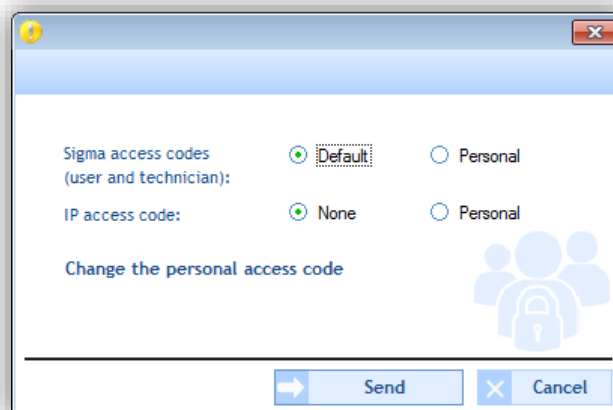 Sigma access codes Default Personal
(user and technician):
IP access code: None Personal
Change the personal access code
Send Cancel